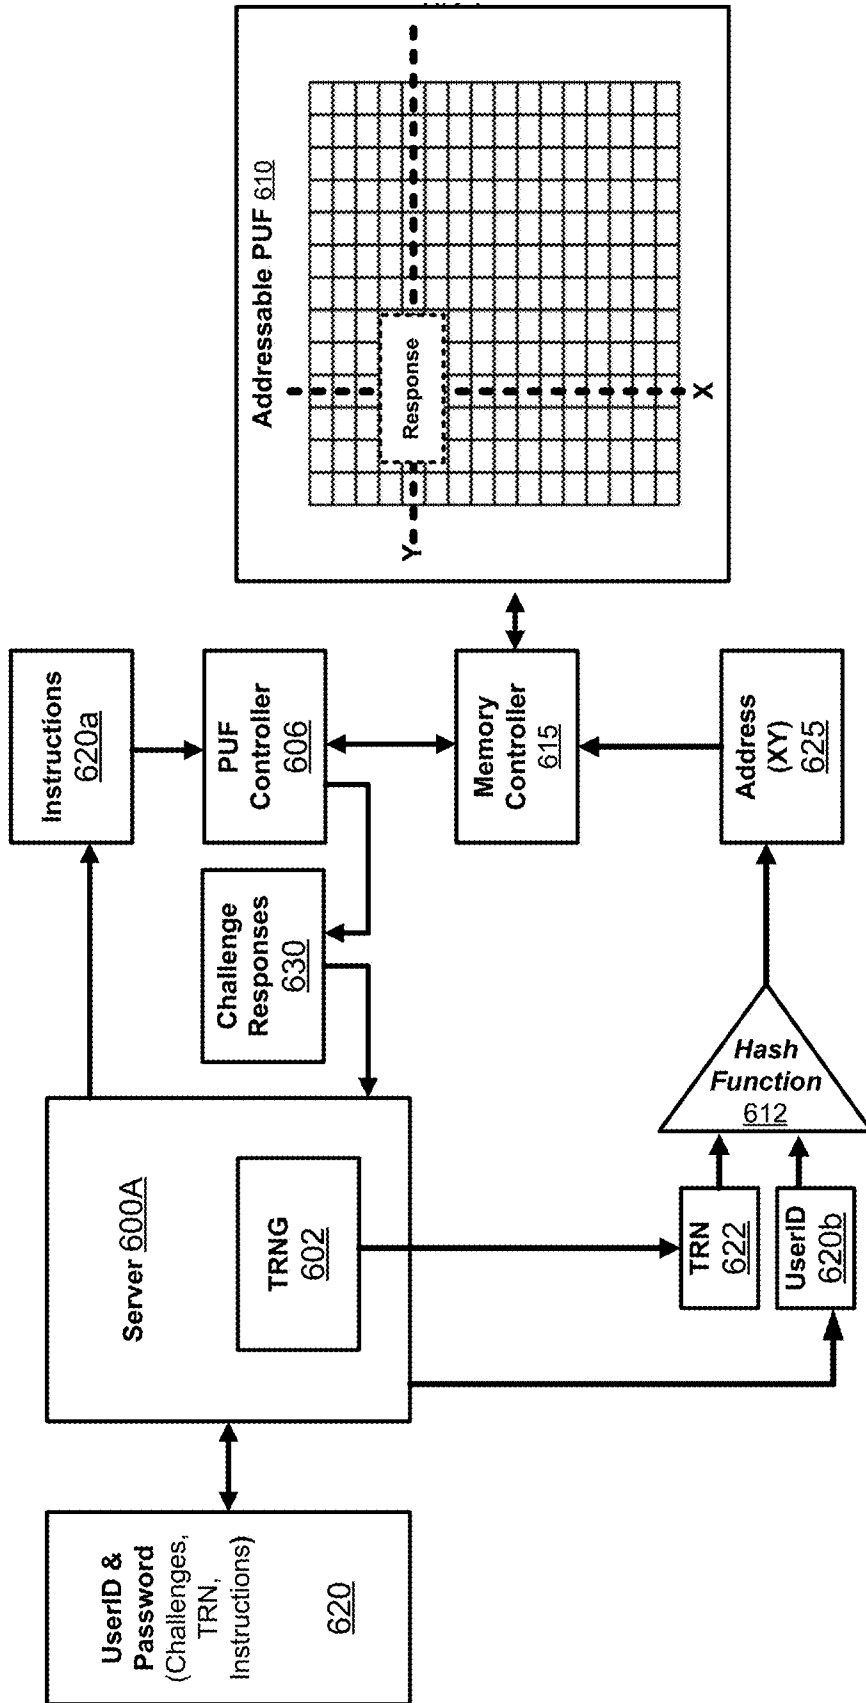 UserID &
Password
(Challenges,
TRN,
Instructions)
620
Server 600A
TRNG
602
Challenge
Responses
630
Instructions
620a
PUF
Controller
606
Memory
Controller
615
TRN
622
UserID
620b
Hash
Function
612
Address
(XY)
625
Addressable PUF 610
Y
Response
X